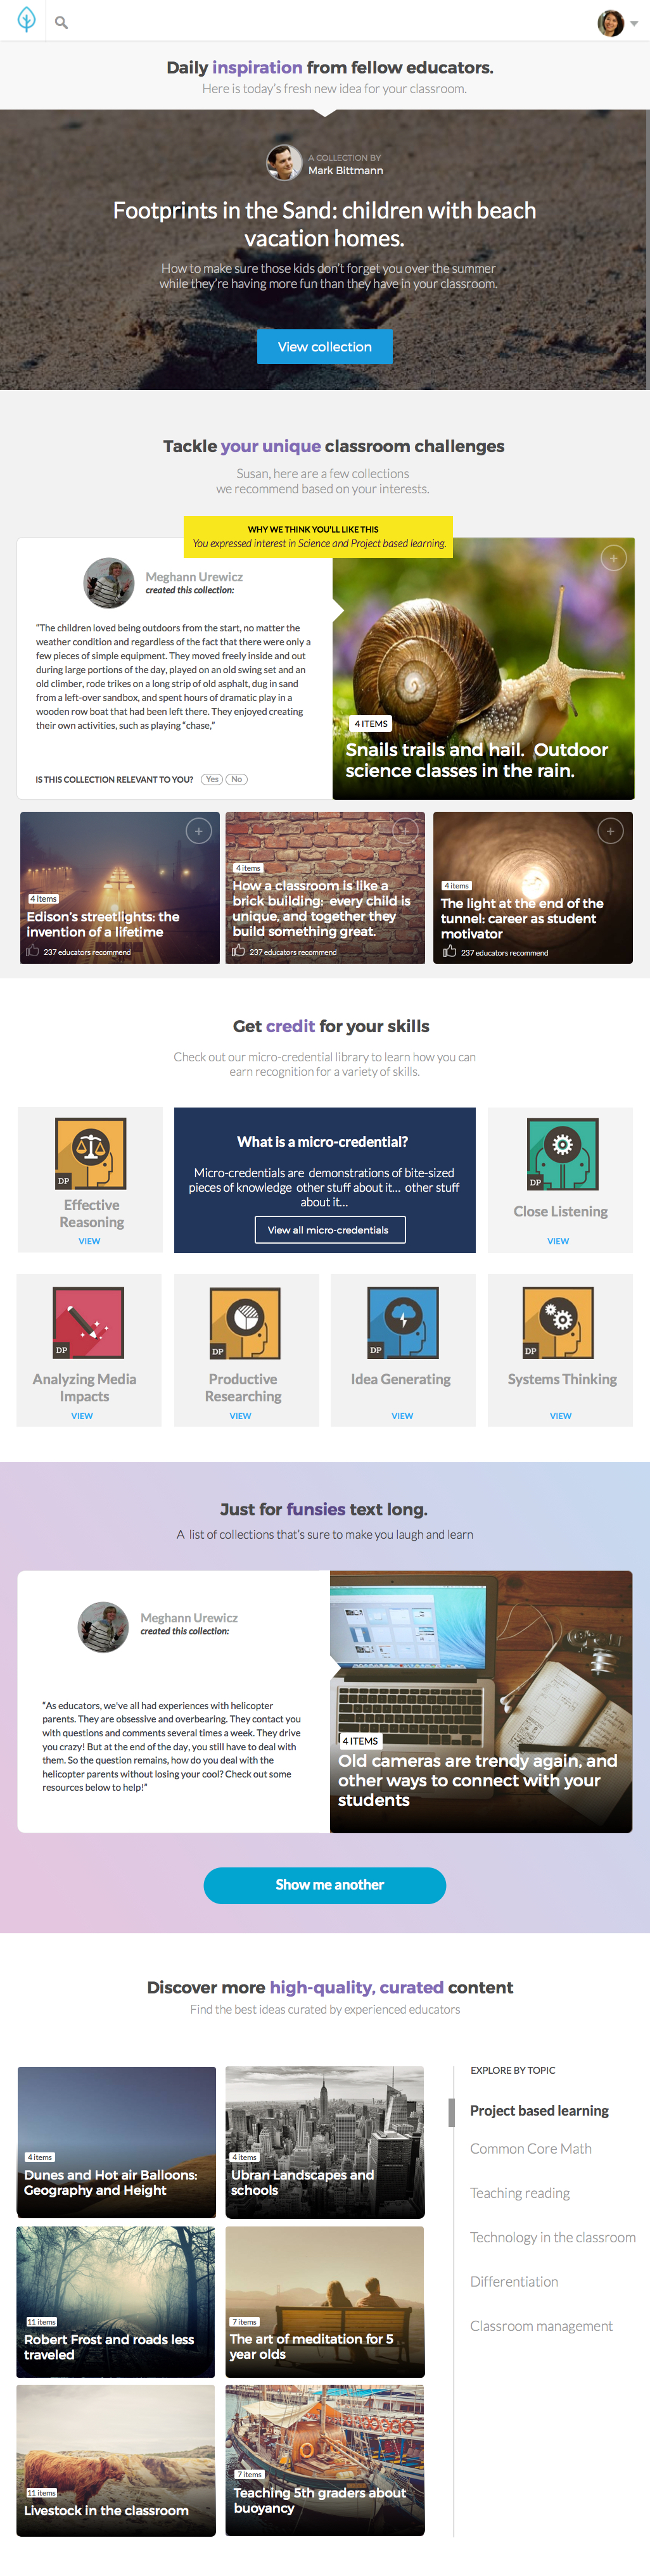 Daily inspiration from fellow educators.
Here is today's fresh new idea for your classroom.
A COLLECTION BY
Mark Bittmann
Footprints in the Sand: children with beach
vacation homes.
How to make sure those kids don't forget you over the summer
while they're having more fun than they have in your classroom.
View collection
Tackle your unique classroom challenges
Susan, here are a few collections
we recommend based on your interests.
WHY WE THINK YOU'LL LIKE THIS
You expressed interest in Science and Project based learning.
Meghann Urewicz
created this collection:
"The children loved being outdoors from the start, no matter the
weather condition and regardless of the fact that there were only a
few pieces of simple equipment. They moved freely inside and out
during large portions of the day, played on an old swing set and an
old climber, rode trikes on a long strip of old asphalt, dug in sand
from a left-over sandbox, and spent hours of dramatic play in a
wooden row boat that had been left there. They enjoyed creating
their own activities, such as playing "chase,"
IS THIS COLLECTION RELEVANT TO YOU? Yes No
4 ITEMS
Snails trails and hail. Outdoor
science classes in the rain.
4 items
Edison's streetlights: the
invention of a lifetime
237 educators recommend
4 items
How a classroom is like a
brick building: every child is
unique, and together they
build something great.
237 educators recommend
4 items
The light at the end of the
tunnel: career as student
motivator
237 educators recommend
Get credit for your skills
Check out our micro-credential library to learn how you can
earn recognition for a variety of skills.
DP
Effective
Reasoning
VIEW
What is a micro-credential?
Micro-credentials are demonstrations of bite-sized
pieces of knowledge other stuff about it... other stuff
about it...
View all micro-credentials
DP
Close Listening
VIEW
DP
Analyzing Media
Impacts
VIEW
DP
Productive
Researching
VIEW
DP
Idea Generating
VIEW
DP
Systems Thinking
VIEW
Just for funsies text long.
A list of collections that's sure to make you laugh and learn
Meghann Urewicz
created this collection:
"As educators, we've all had experiences with helicopter
parents. They are obsessive and overbearing. They contact you
with questions and comments several times a week. They drive
you crazy! But at the end of the day, you still have to deal with
them. So the question remains, how do you deal with the
helicopter parents without losing your cool? Check out some
resources below to help!"
4 ITEMS
Old cameras are trendy again, and
other ways to connect with your
students
Show me another
Discover more high-quality, curated content
Find the best ideas curated by experienced educators
4 items
Dunes and Hot air Balloons:
Geography and Height
4 items
Ubran Landscapes and
schools
11 items
Robert Frost and roads less
traveled
7 items
The art of meditation for 5
year olds
11 items
Livestock in the classroom
7 items
Teaching 5th graders about
buoyancy
EXPLORE BY TOPIC
Project based learning
Common Core Math
Teaching reading
Technology in the classroom
Differentiation
Classroom management